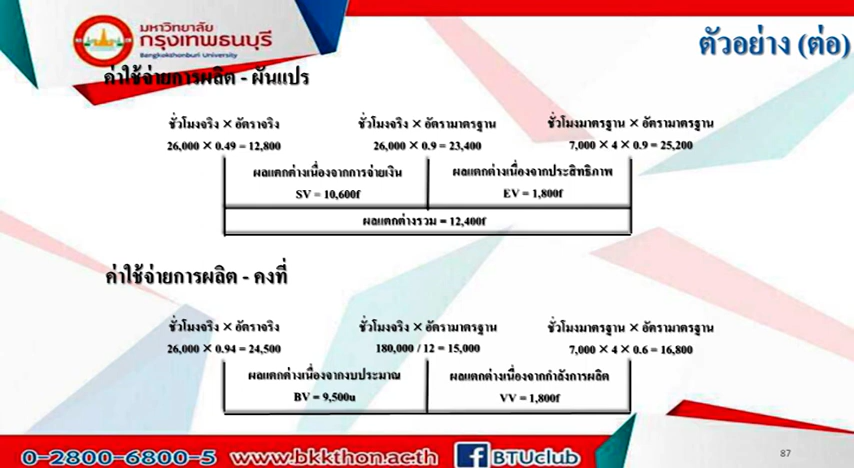 มหาวิทยาลัย
กรุงเทพธนบุรี
Bangkokthonburi University
ตัวอย่าง (ต่อ)
ค่าใช้จ่ายการผลิต - ผันแปร
ชั่วโมงจริง × อัตราจริง
ชั่วโมงจริง × อัตรามาตรฐาน
ชั่วโมงมาตรฐาน × อัตรามาตรฐาน
26,000 × 0.49 = 12,800
26,000 × 0.9 = 23,400
7,000 × 4 × 0.9 = 25,200
ผลแตกต่างเนื่องจากการจ่ายเงิน
ผลแตกต่างเนื่องจากประสิทธิภาพ
SV = 10,600f
EV = 1,800f
ผลแตกต่างรวม = 12,400f
ค่าใช้จ่ายการผลิต - คงที่
ชั่วโมงจริง × อัตราจริง
ชั่วโมงจริง × อัตรามาตรฐาน
ชั่วโมงมาตรฐาน × อัตรามาตรฐาน
26,000 × 0.94 = 24,500
180,000 / 12 = 15,000
7,000 × 4 × 0.6 = 16,800
ผลแตกต่างเนื่องจากงบประมาณ
ผลแตกต่างเนื่องจากกำลังการผลิต
BV = 9,500u
VV = 1,800f
0-2800-6800-5 www.bkkthon.ac.th f BTUclub
87